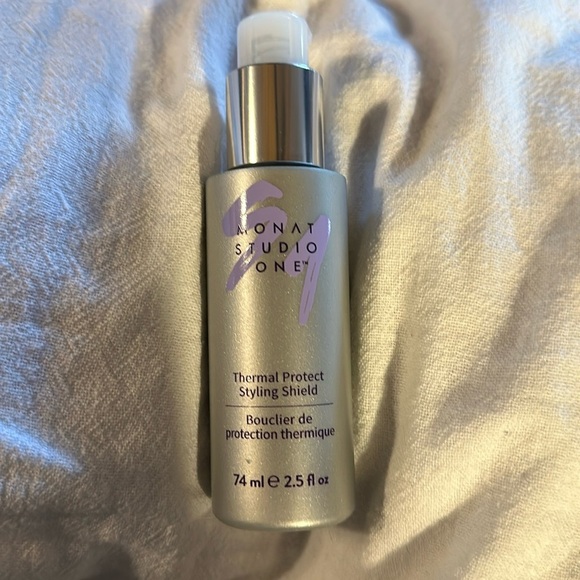 MONAT
STUDIO
ONE™
Thermal Protect
Styling Shield
Bouclier de
protection thermique
74 ml ℮ 2.5 fl oz